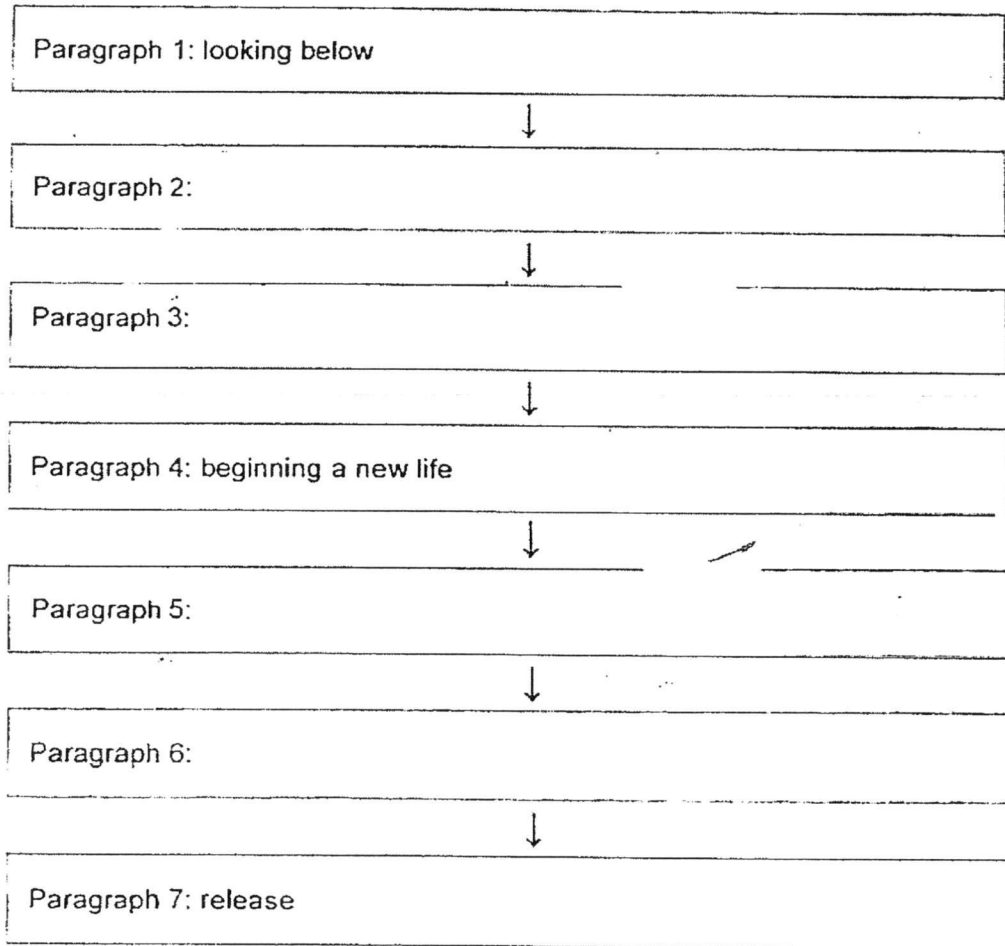 Paragraph 1: looking below
Paragraph 2:
Paragraph 3:
Paragraph 4: beginning a new life
Paragraph 5:
Paragraph 6:
Paragraph 7: release